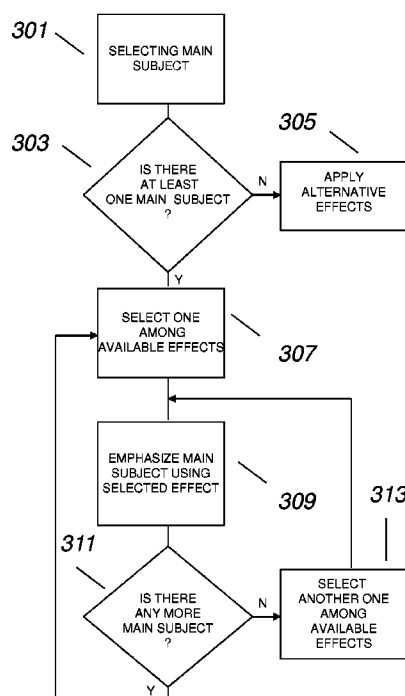 301
SELECTING MAIN
SUBJECT
303
IS THERE
AT LEAST
ONE MAIN SUBJECT
?
N
305
APPLY
ALTERNATIVE
EFFECTS
Y
SELECT ONE
AMONG
AVAILABLE EFFECTS
307
EMPHASIZE MAIN
SUBJECT USING
SELECTED EFFECT
309
311
IS THERE
ANY MORE
MAIN SUBJECT
?
N
313
SELECT
ANOTHER ONE
AMONG
AVAILABLE
EFFECTS
Y